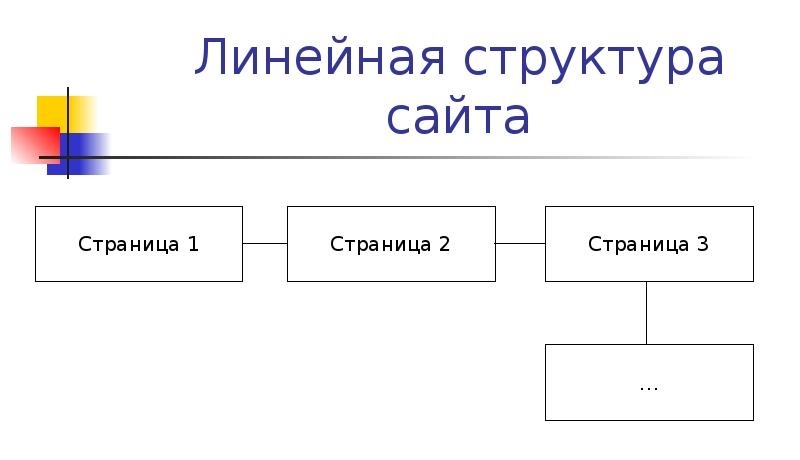 Линейная структура
сайта
Страница 1
Страница 2
Страница 3
...